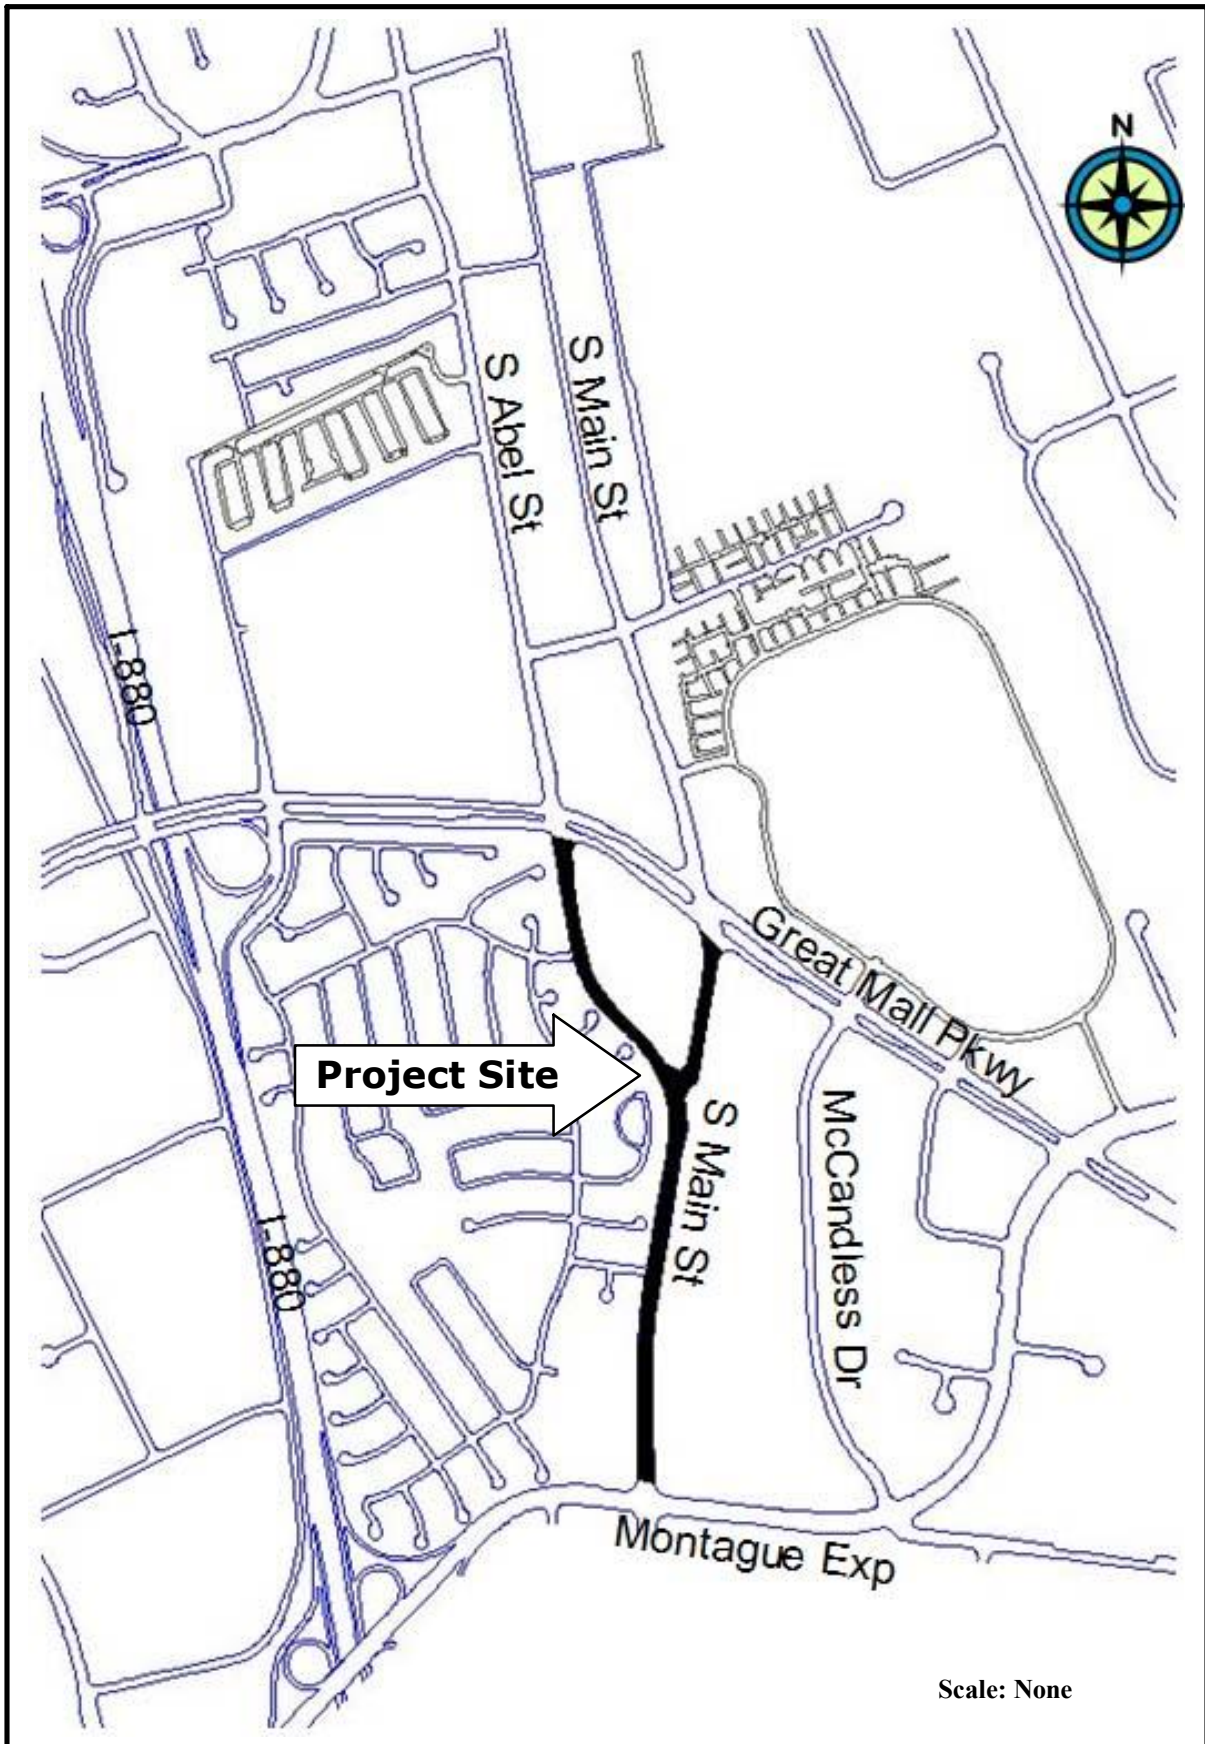 N
S Abel St
S Main St
I-880
Great Mall Pkwy
Project Site
S Main St
McCandless Dr
I-880
Montague Exp
Scale: None